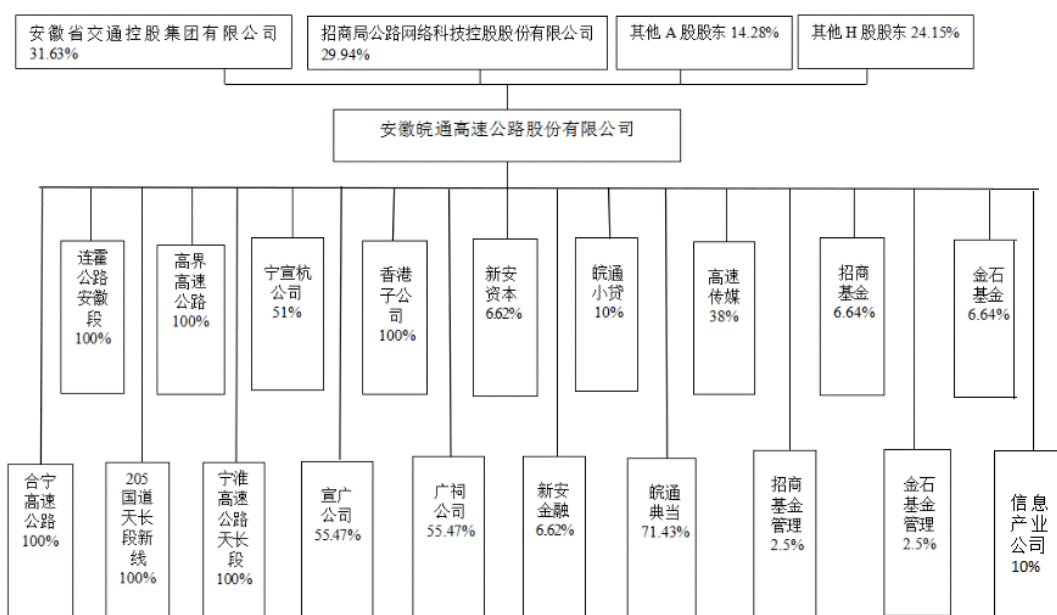 安徽省交通控股集团有限公司
31.63%
招商局公路网络科技控股股份有限公司
29.94%
其他 A 股股东 14.28%
其他 H 股股东 24.15%
安徽皖通高速公路股份有限公司
连霍
公路
安徽
段
100%
高界
高速
公路
100%
宁宣杭
公司
51%
香港
子公
司
100%
新安
资本
6.62%
皖通
小贷
10%
高速
传媒
38%
招商
基金
6.64%
金石
基金
6.64%
合宁
高速
公路
100%
205
国道
天长
段新
线
100%
宁淮
高速
公路
天长
段
100%
宣广
公司
55.47%
广祠
公司
55.47%
新安
金融
6.62%
皖通
典当
71.43%
招商
基金
管理
2.5%
金石
基金
管理
2.5%
信息
产业
公司
10%